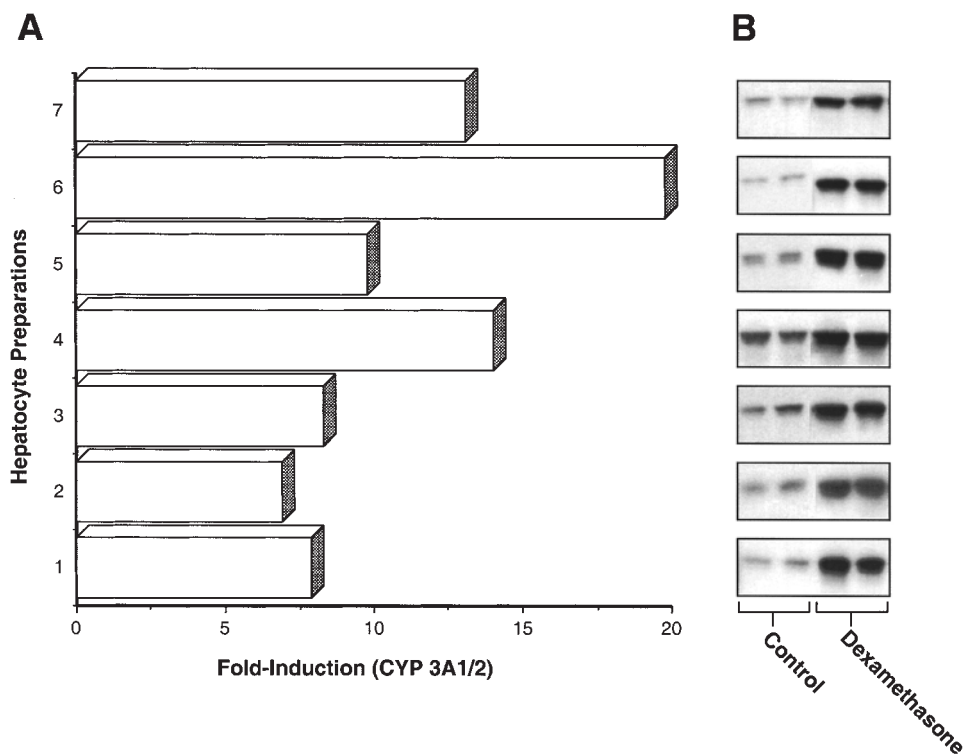 A
B
7
6
5
4
3
2
1
Hepatocyte Preparations
0 5 10 15 20
Fold-Induction (CYP 3A1/2)
Control
Dexamethasone